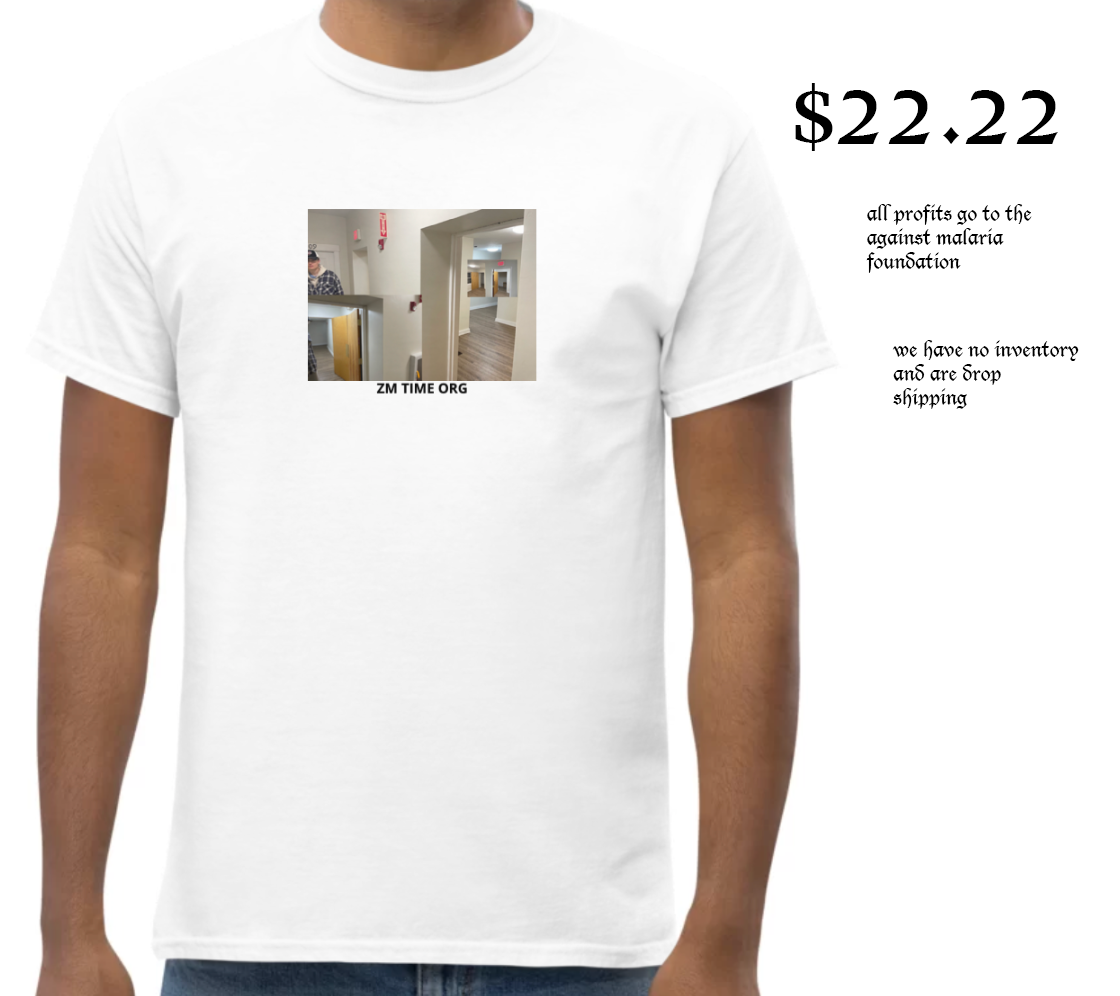 $22.22
all profits go to the
against malaria
foundation
we have no inventory
and are drop
shipping
ZM TIME ORG